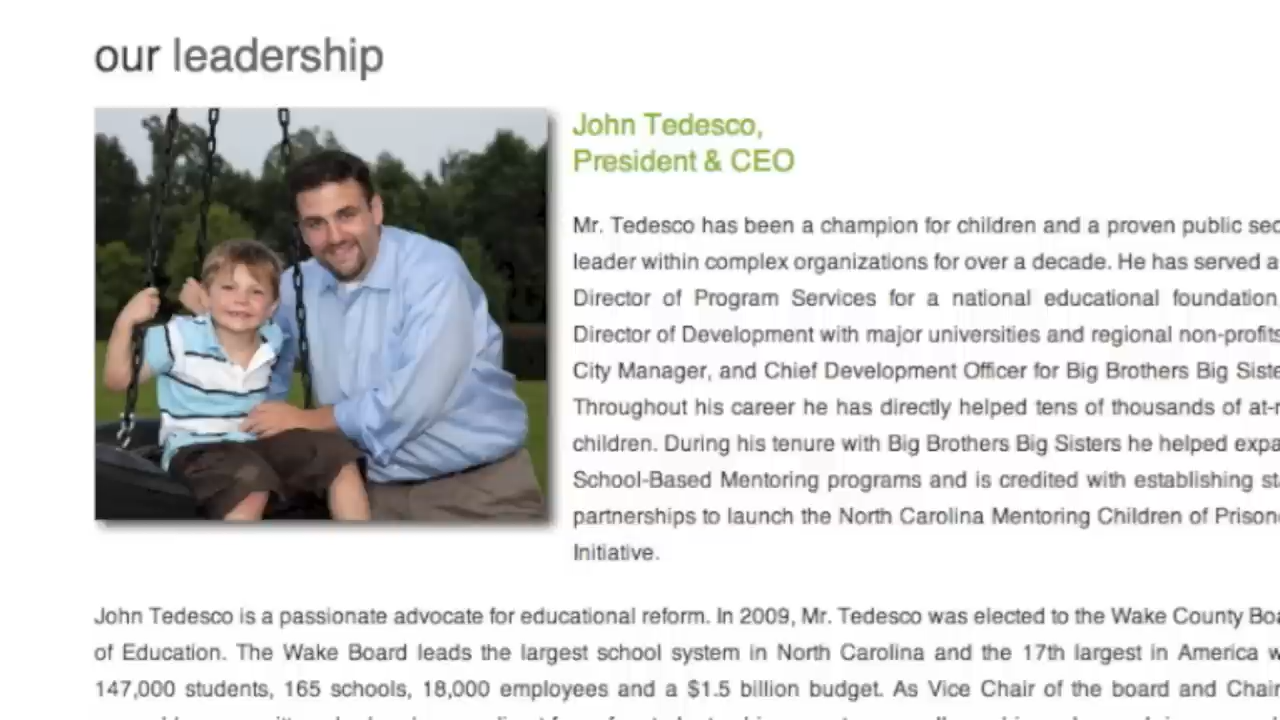 our leadership
John Tedesco,
President & CEO
Mr. Tedesco has been a champion for children and a proven public
leader within complex organizations for over a decade. He has served
Director of Program Services for a national educational foundation
Director of Development with major universities and regional non-profits
City Manager, and Chief Development Officer for Big Brothers Big
Throughout his career he has directly helped tens of thousands of
children. During his tenure with Big Brothers Big Sisters he helped
School-Based Mentoring programs and is credited with establishing
partnerships to launch the North Carolina Mentoring Children of
Initiative.
John Tedesco is a passionate advocate for educational reform. In 2009, Mr. Tedesco was elected to the Wake County
of Education. The Wake Board leads the largest school system in North Carolina and the 17th largest in America
147,000 students, 165 schools, 18,000 employees and a $1.5 billion budget. As Vice Chair of the board and Chair